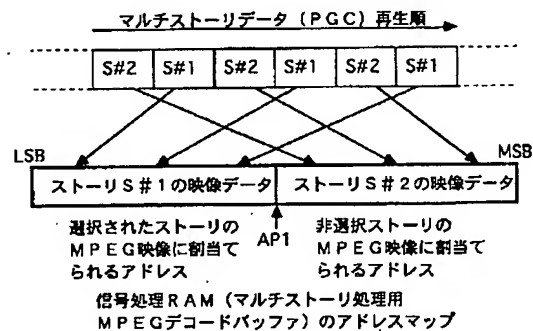 マルチストーリデータ（PGC）再生順
S#2 S#1 S#2 S#1 S#2 S#1
LSB
MSB
ストーリS＃1の映像データ ストーリS＃2の映像データ
選択されたストーリの
MPEG映像に割当て
られるアドレス
AP1
非選択ストーリの
MPEG映像に割当て
られるアドレス
信号処理RAM（マルチストーリ処理用
MPEGデコードバッファ）のアドレスマップ